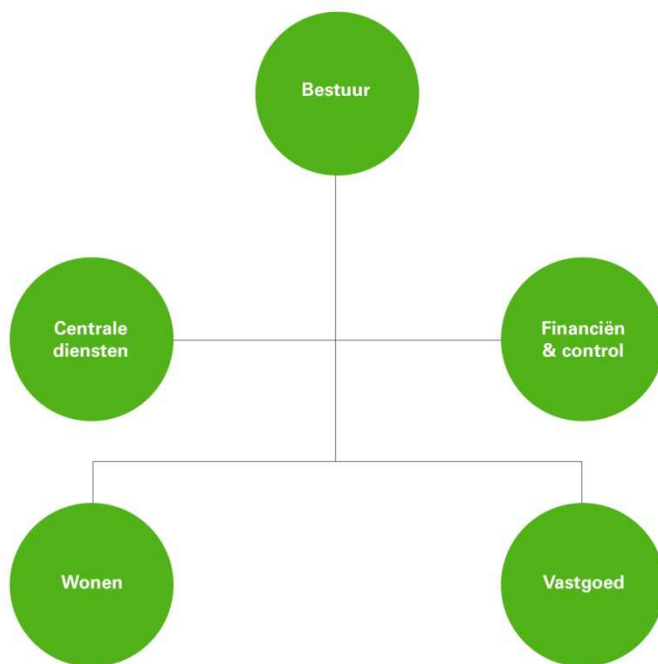 Bestuur
Centrale
diensten
Financiën
& control
Wonen
Vastgoed